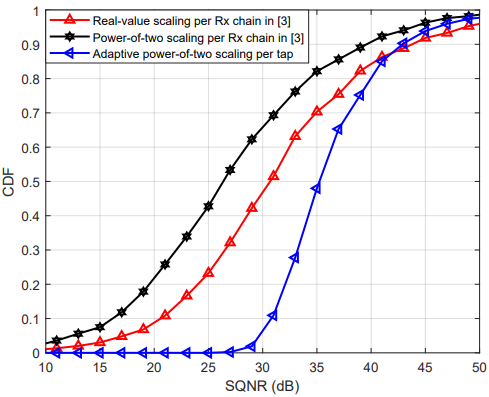 Real-value scaling per Rx chain in [3]
Power-of-two scaling per Rx chain in [3]
Adaptive power-of-two scaling per tap
1
0.9
0.8
0.7
0.6
0.5
0.4
0.3
0.2
0.1
0
CDF
10 15 20 25 30 35 40 45 50
SQNR (dB)